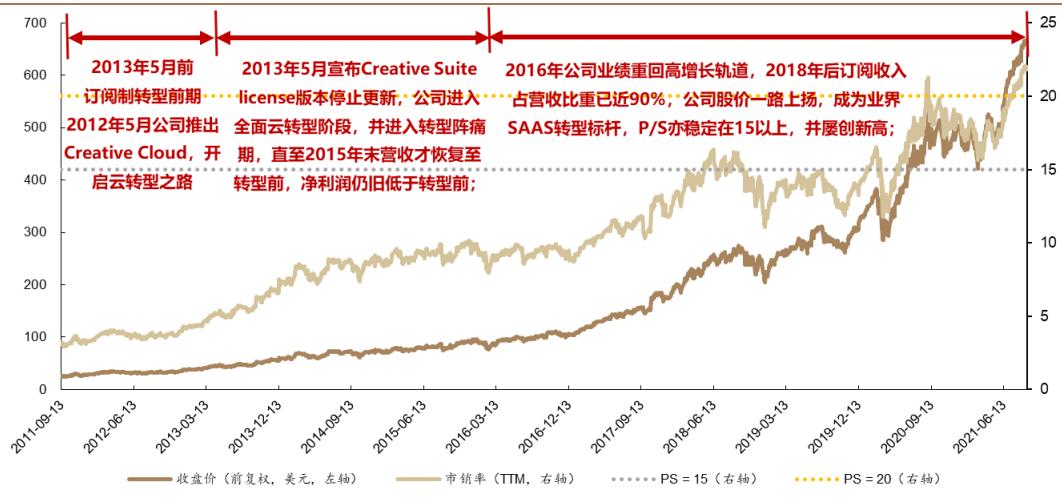 700
600
500
400
300
200
100
0
25
20
15
10
5
0
2013年5月前
订阅制转型前期
2012年5月公司推出
Creative Cloud，开
启云转型之路
2013年5月宣布Creative Suite
license版本停止更新，公司进入
全面云转型阶段，并进入转型阵痛
期，直至2015年末营收才恢复至
转型前，净利润仍旧低于转型前；
2016年公司业绩重回高增长轨道，2018年后订阅收入
占营收比重已近90%；公司股价一路上扬，成为业界
SAAS转型标杆，P/S亦稳定在15以上，并屡创新高；
2011-09-13
2012-06-13
2013-03-13
2013-12-13
2014-09-13
2015-06-13
2016-03-13
2016-12-13
2017-09-13
2018-06-13
2019-03-13
2019-12-13
2020-09-13
2021-06-13
收盘价（前复权，美元，左轴）
市销率（TTM，右轴）
PS = 15（右轴）
PS = 20（右轴）